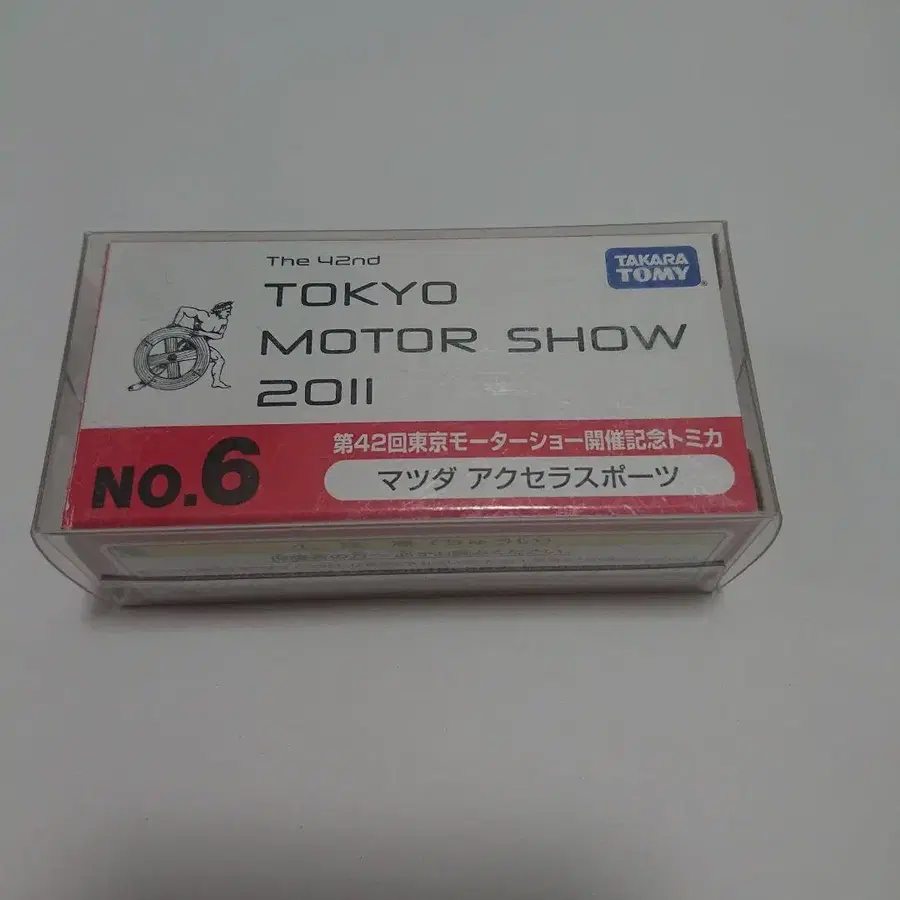 The 42nd
TAKARA
TOMY
TOKYO
MOTOR SHOW
2011
NO.6
第42回東京モーターショー開催記念トミカ
マツダ アクセラスポーツ